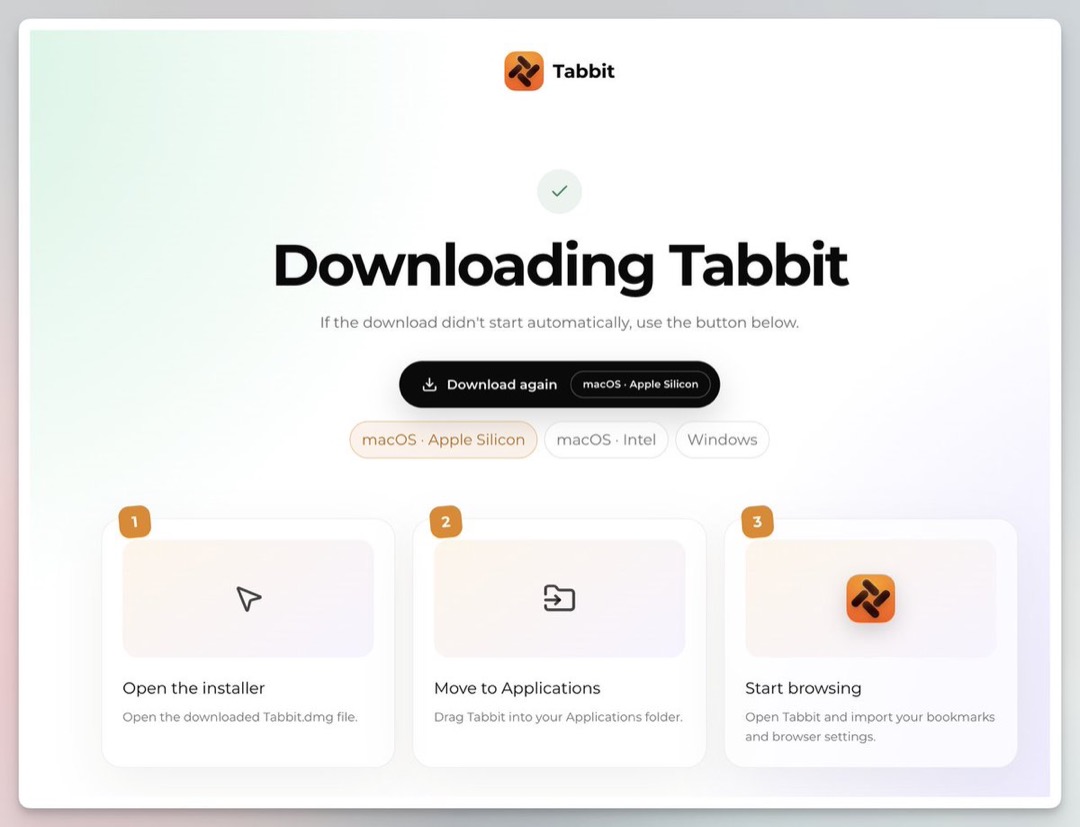 Tabbit
Downloading Tabbit
If the download didn't start automatically, use the button below.
Download again macOS · Apple Silicon
macOS · Apple Silicon macOS · Intel Windows
1
Open the installer
Open the downloaded Tabbit.dmg file.
2
Move to Applications
Drag Tabbit into your Applications folder.
3
Start browsing
Open Tabbit and import your bookmarks
and browser settings.